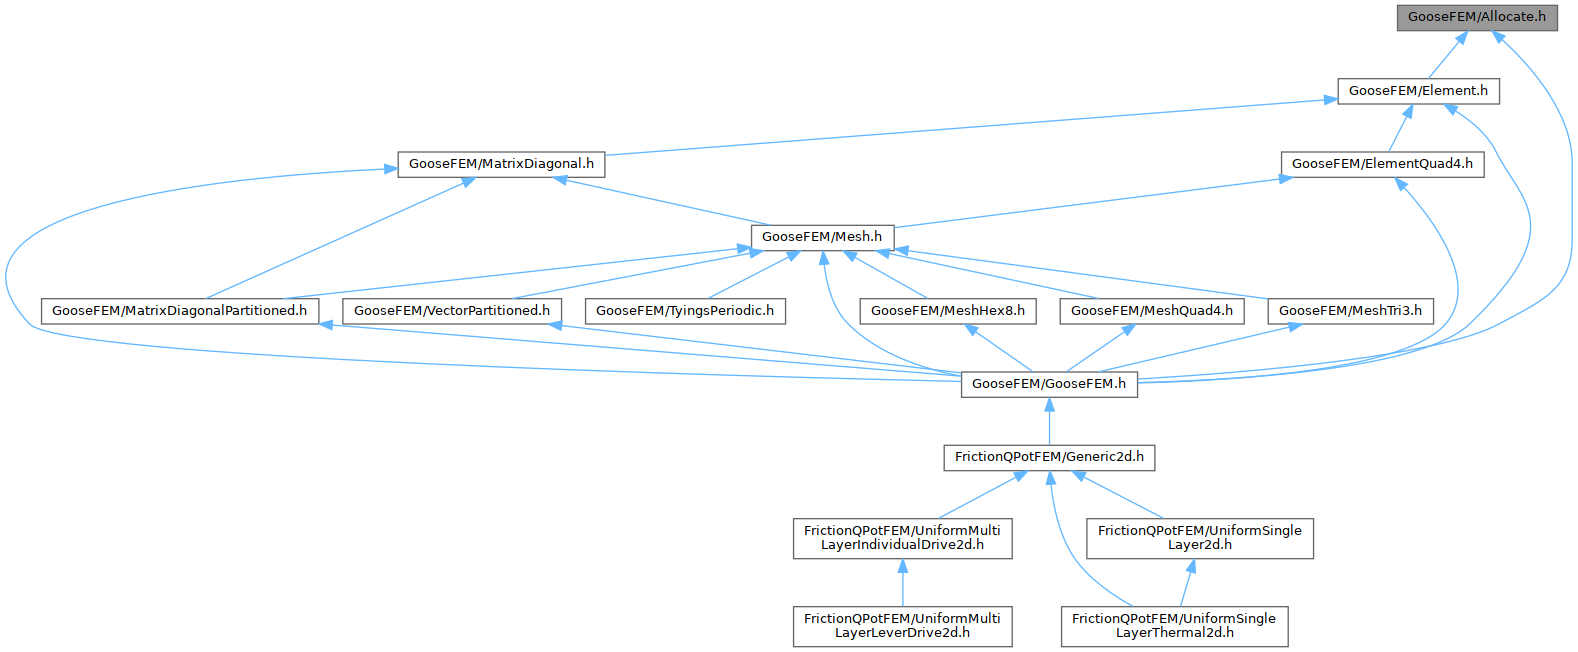 GooseFEM/Allocate.h
GooseFEM/Element.h
GooseFEM/MatrixDiagonal.h
GooseFEM/ElementQuad4.h
GooseFEM/Mesh.h
GooseFEM/MatrixDiagonalPartitioned.h
GooseFEM/VectorPartitioned.h
GooseFEM/TyingsPeriodic.h
GooseFEM/MeshHex8.h
GooseFEM/MeshQuad4.h
GooseFEM/MeshTri3.h
GooseFEM/GooseFEM.h
FrictionQPotFEM/Generic2d.h
FrictionQPotFEM/UniformMulti
LayerIndividualDrive2d.h
FrictionQPotFEM/UniformSingle
Layer2d.h
FrictionQPotFEM/UniformMulti
LayerLeverDrive2d.h
FrictionQPotFEM/UniformSingle
LayerThermal2d.h